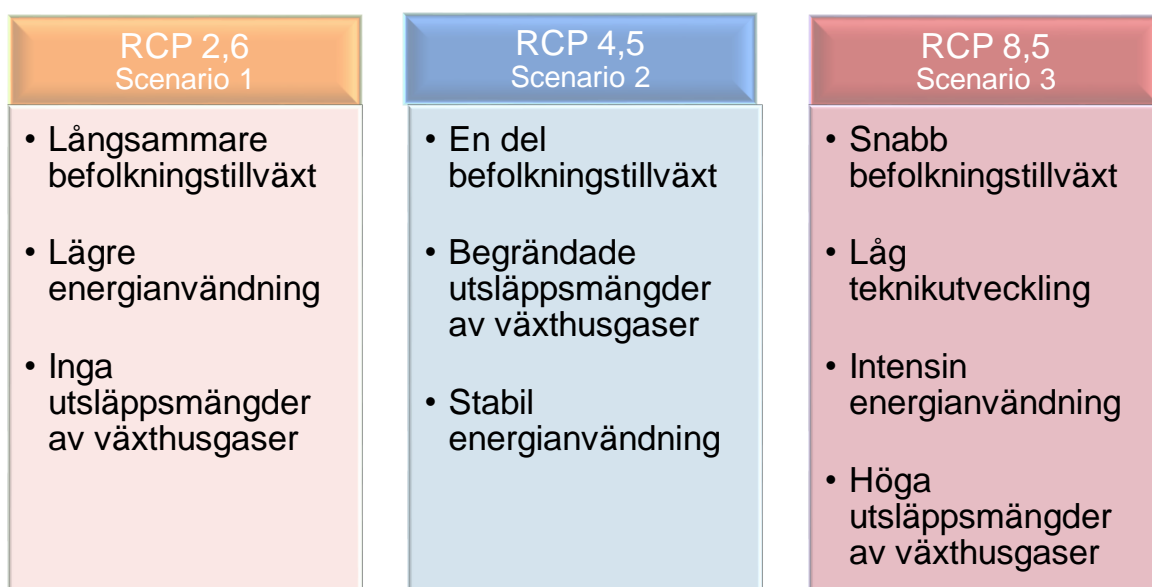 RCP 2,6
Scenario 1
• Långsammare
befolkningstillväxt
• Lägre
energianvändning
• Inga
utsläppsmängder
av växthusgaser
RCP 4,5
Scenario 2
• En del
befolkningstillväxt
• Begrändade
utsläppsmängder
av växthusgaser
• Stabil
energianvändning
RCP 8,5
Scenario 3
• Snabb
befolkningstillväxt
• Låg
teknikutveckling
• Intensin
energianvändning
• Höga
utsläppsmängder
av växthusgaser